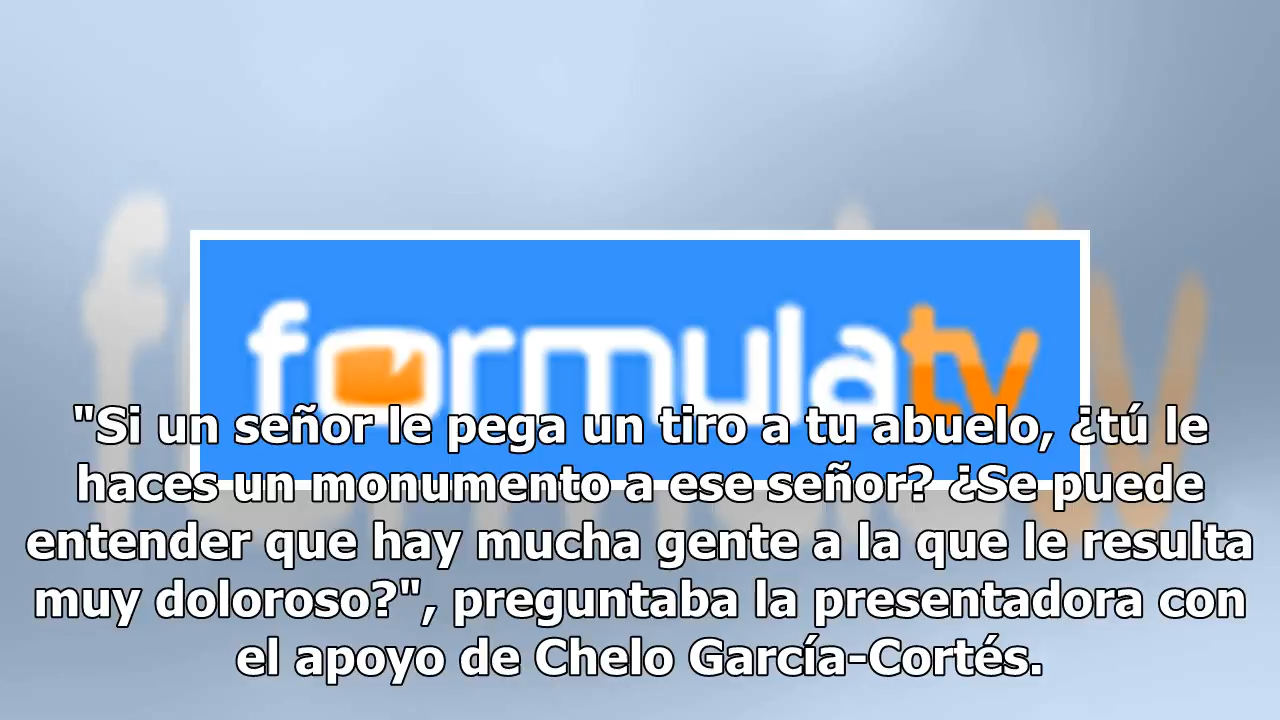 formulatv
"Si un señor le pega un tiro a tu abuelo, ¿tú le
haces un monumento a ese señor? ¿Se puede
entender que hay mucha gente a la que le resulta
muy doloroso?", preguntaba la presentadora con
el apoyo de Chelo García-Cortés.